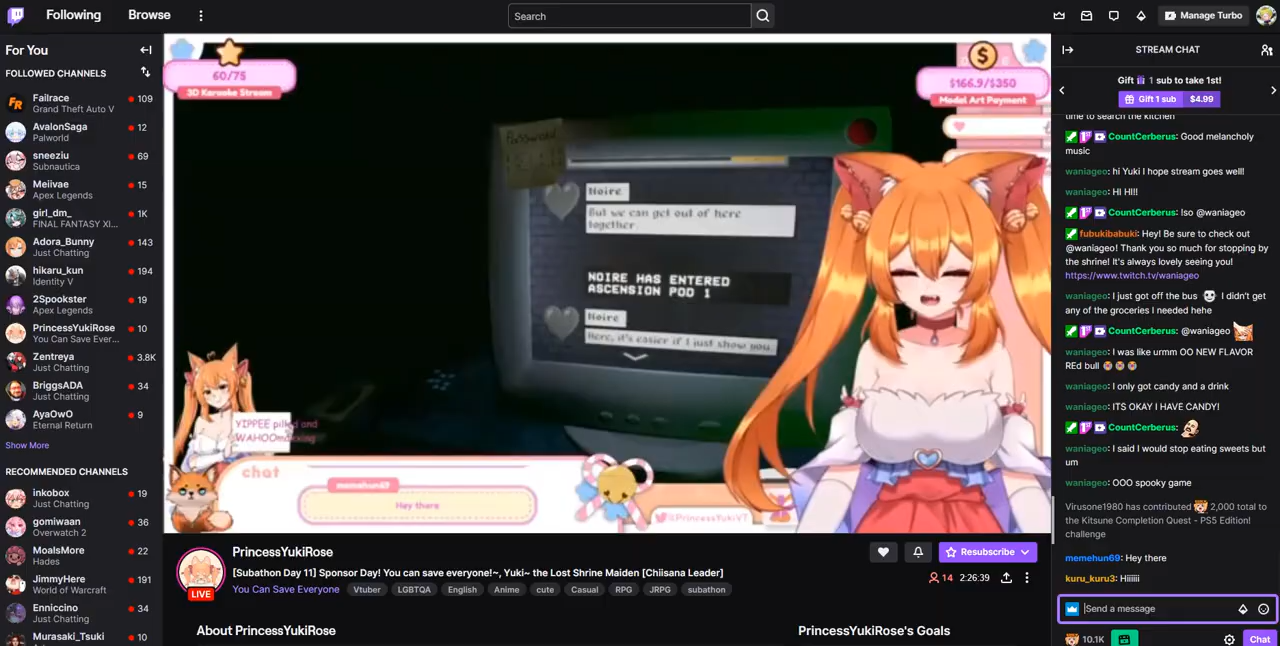 Following
Browse
Search
Manage Turbo
For You
FOLLOWED CHANNELS
Failrace
109
Grand Theft Auto V
AvalonSaga
12
Palworld
sneeziu
69
Subnautica
Meiivae
15
Apex Legends
girl_dm_
1K
FINAL FANTASY XI...
Adora_Bunny
143
Just Chatting
hikaru_kun
194
Identity V
2Spookster
19
Apex Legends
PrincessYukiRose
10
You Can Save Ever...
Zentreya
3.8K
Just Chatting
BriggsADA
34
Just Chatting
AyaOwO
9
Eternal Return
Show More
RECOMMENDED CHANNELS
inkobox
19
Just Chatting
gomiwaan
36
Overwatch 2
MoalsMore
22
Hades
JimmyHere
191
World of Warcraft
Enniccino
34
Just Chatting
Murasaki_Tsuki
10
60/75
3D Karaoke Stream
$166.9/$350
Model Art Payment
Password
Noire
But we can get out of here
together
NOIRE HAS ENTERED
ASCENSION POD 1
Noire
Here, it's easier if I just show you.
YIPPEE pilled and
WAHOOmaxxing
chat
memehun69
Hey there
@PrincessYukiVT
LIVE
PrincessYukiRose
Resubscribe
[Subathon Day 11] Sponsor Day! You can save everyone!~, Yuki~ the Lost Shrine Maiden [Chiisana Leader]
14
2:26:39
You Can Save Everyone
Vtuber
LGBTQA
English
Anime
cute
Casual
RPG
JRPG
subathon
About PrincessYukiRose
PrincessYukiRose's Goals
STREAM CHAT
Gift 1 sub to take 1st!
Gift 1 sub $4.99
time to search the kitchen
CountCerberus: Good melancholy
music
waniageo: hi Yuki I hope stream goes well!
waniageo: HI HI!!
CountCerberus: !so @waniageo
fubukibabuki: Hey! Be sure to check out
@waniageo! Thank you so much for stopping by
the shrine! It's always lovely seeing you!
https://www.twitch.tv/waniageo
waniageo: I just got off the bus I didn't get
any of the groceries I needed hehe
CountCerberus: @waniageo
waniageo: I was like urmm OO NEW FLAVOR
REd bull
waniageo: I only got candy and a drink
waniageo: ITS OKAY I HAVE CANDY!
CountCerberus:
waniageo: I said I would stop eating sweets but
um
waniageo: OOO spooky game
Virusone1980 has contributed 2,000 total to
the Kitsune Completion Quest - PS5 Edition!
challenge
memehun69: Hey there
kuru_kuru3: Hiiiiii
Send a message
10.1K
Chat